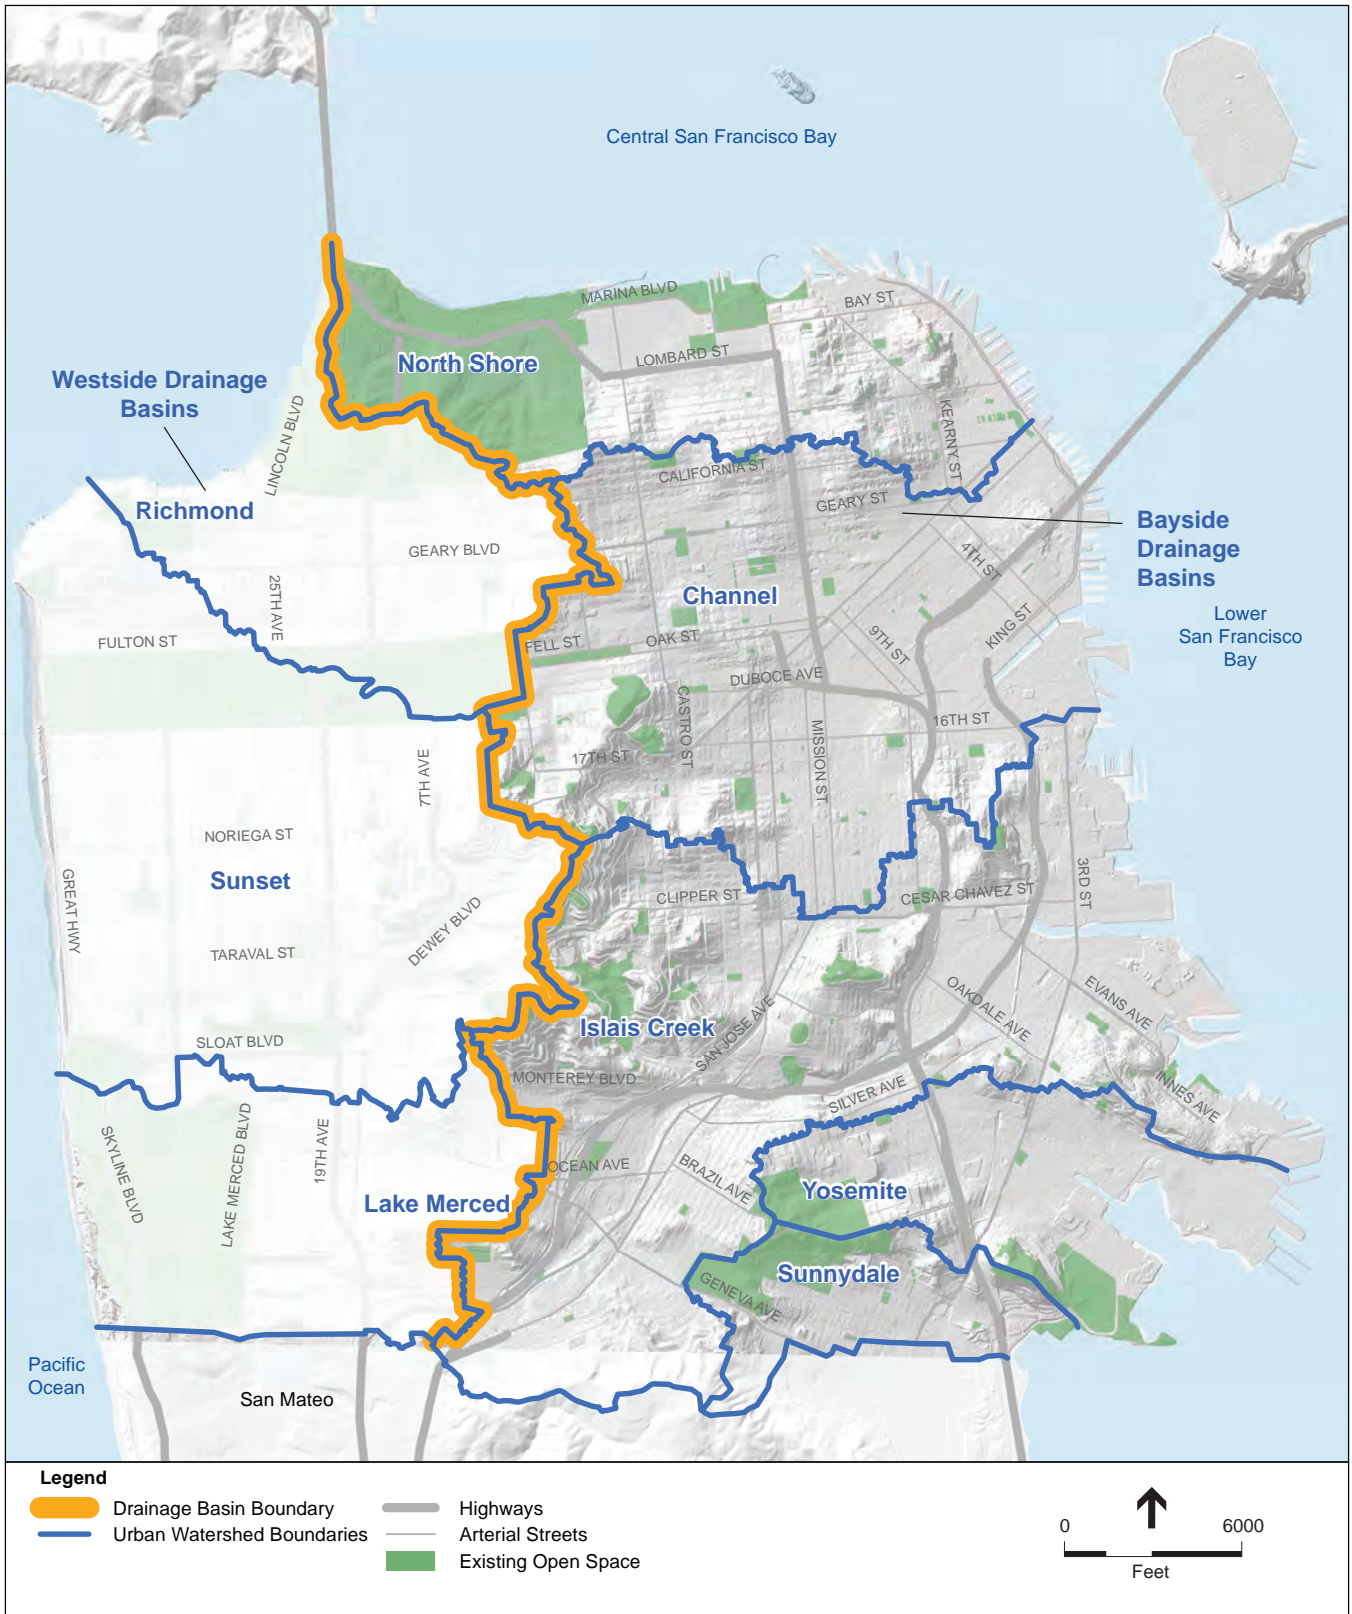 Central San Francisco Bay
MARINA BLVD
BAY ST
LOMBARD ST
North Shore
Westside Drainage
Basins
LINCOLN BLVD
KEARNY ST
CALIFORNIA ST
GEARY ST
Richmond
Bayside
Drainage
Basins
GEARY BLVD
4TH ST
25TH AVE
Channel
KING ST
Lower
San Francisco
Bay
FULTON ST
FELL ST
OAK ST
9TH ST
DUBOCE AVE
CASTRO ST
MISSION ST
16TH ST
17TH ST
7TH AVE
NORIEGA ST
Sunset
GREAT HWY
CLIPPER ST
CESAR CHAVEZ ST
3RD ST
DEWEY BLVD
TARAVAL ST
OAKDALE AVE
EVANS AVE
Islais Creek
SAN JOSE AVE
SLOAT BLVD
MONTEREY BLVD
SILVER AVE
INNES AVE
SKYLINE BLVD
LAKE MERCED BLVD
19TH AVE
OCEAN AVE
BRAZIL AVE
Yosemite
Lake Merced
Sunnydale
GENEVA AVE
Pacific
Ocean
San Mateo
Legend
Drainage Basin Boundary
Urban Watershed Boundaries
Highways
Arterial Streets
Existing Open Space
0 6000
Feet